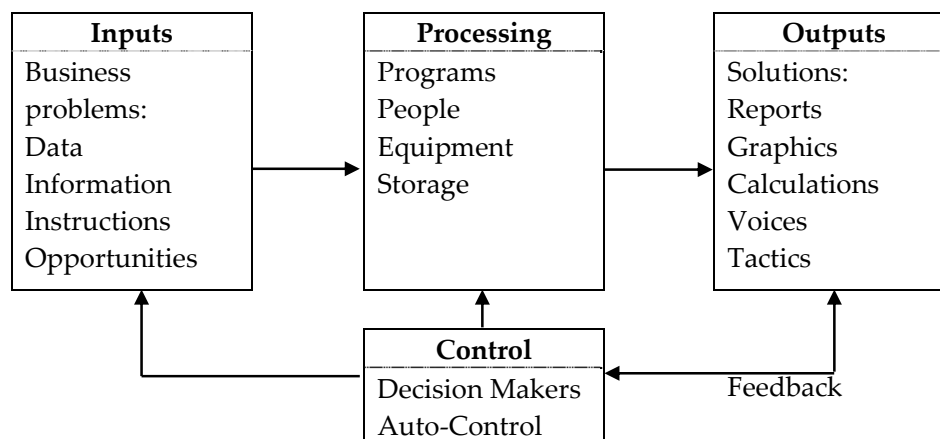 Inputs
Business
problems:
Data
Information
Instructions
Opportunities
Processing
Programs
People
Equipment
Storage
Outputs
Solutions:
Reports
Graphics
Calculations
Voices
Tactics
Control
Decision Makers
Auto-Control
Feedback